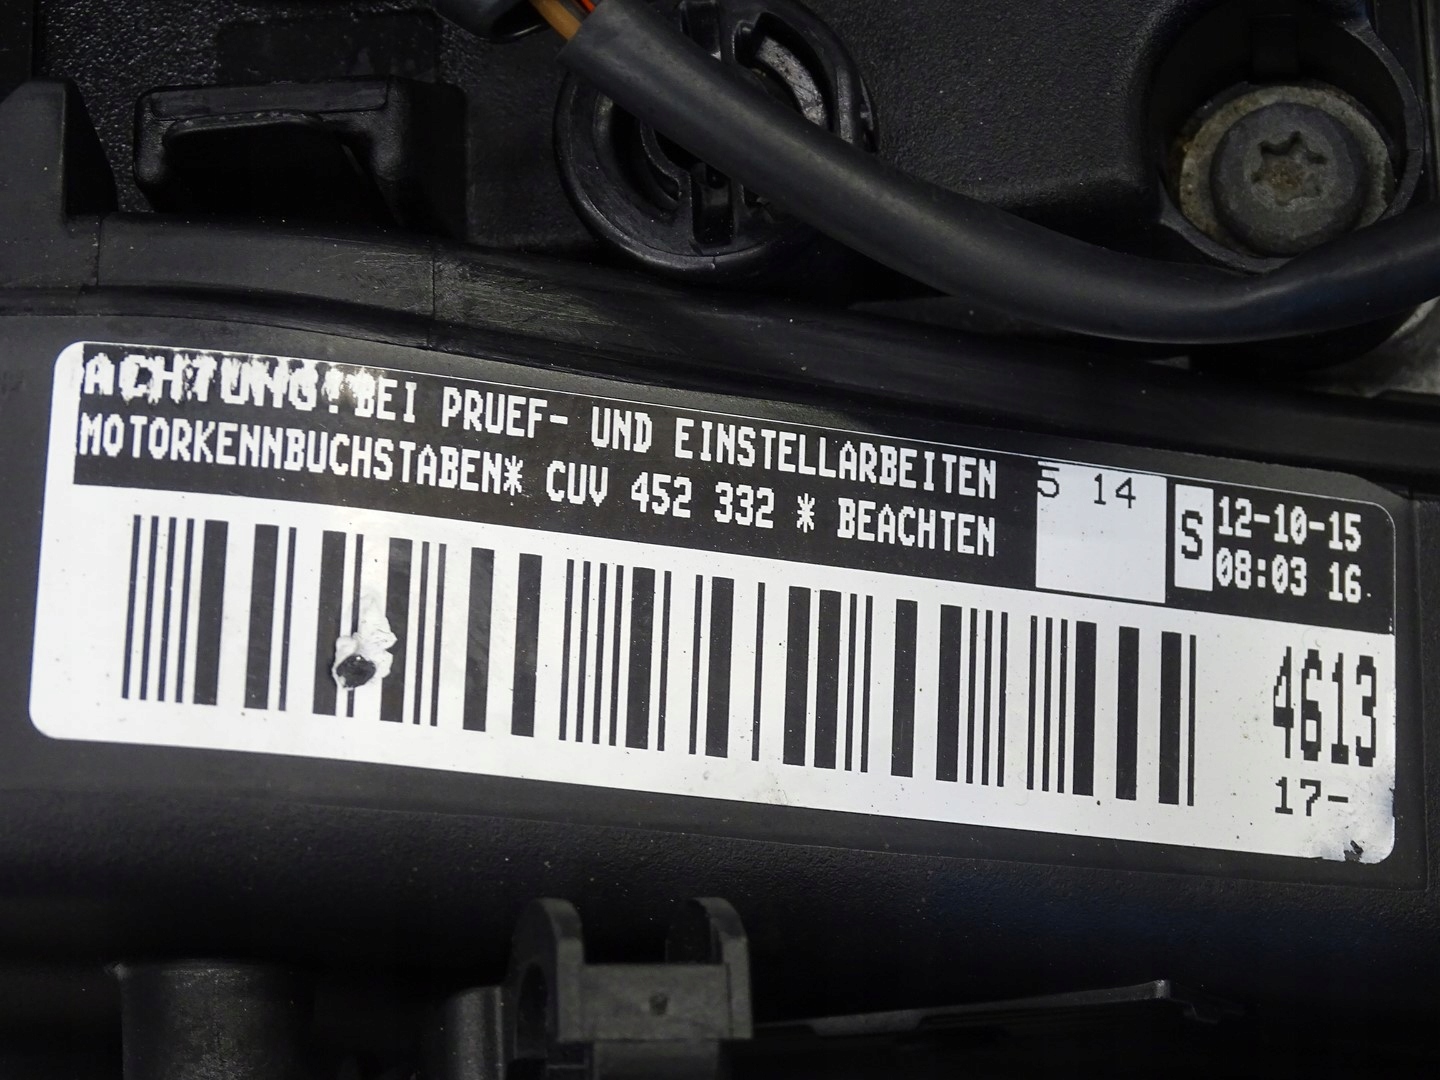 ACHTUNG! BEI PRUEF- UND EINSTELLARBEITEN
MOTORKENNBUCHSTABEN* CUV 452 332 * BEACHTEN
5 14
S
12-10-15
08:03 16
4613
17-